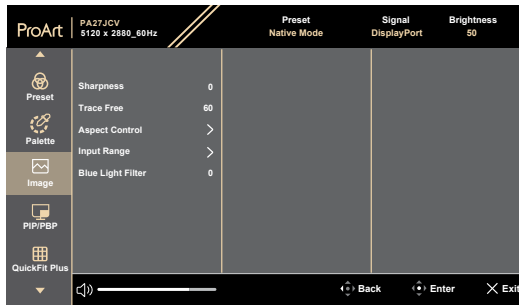 ProArt
PA27JCV
5120 x 2880_60Hz
Preset
Native Mode
Signal
DisplayPort
Brightness
50
Preset
Palette
Image
PIP/PBP
QuickFit Plus
Sharpness 0
Trace Free 60
Aspect Control
Input Range
Blue Light Filter 0
Back
Enter
Exit